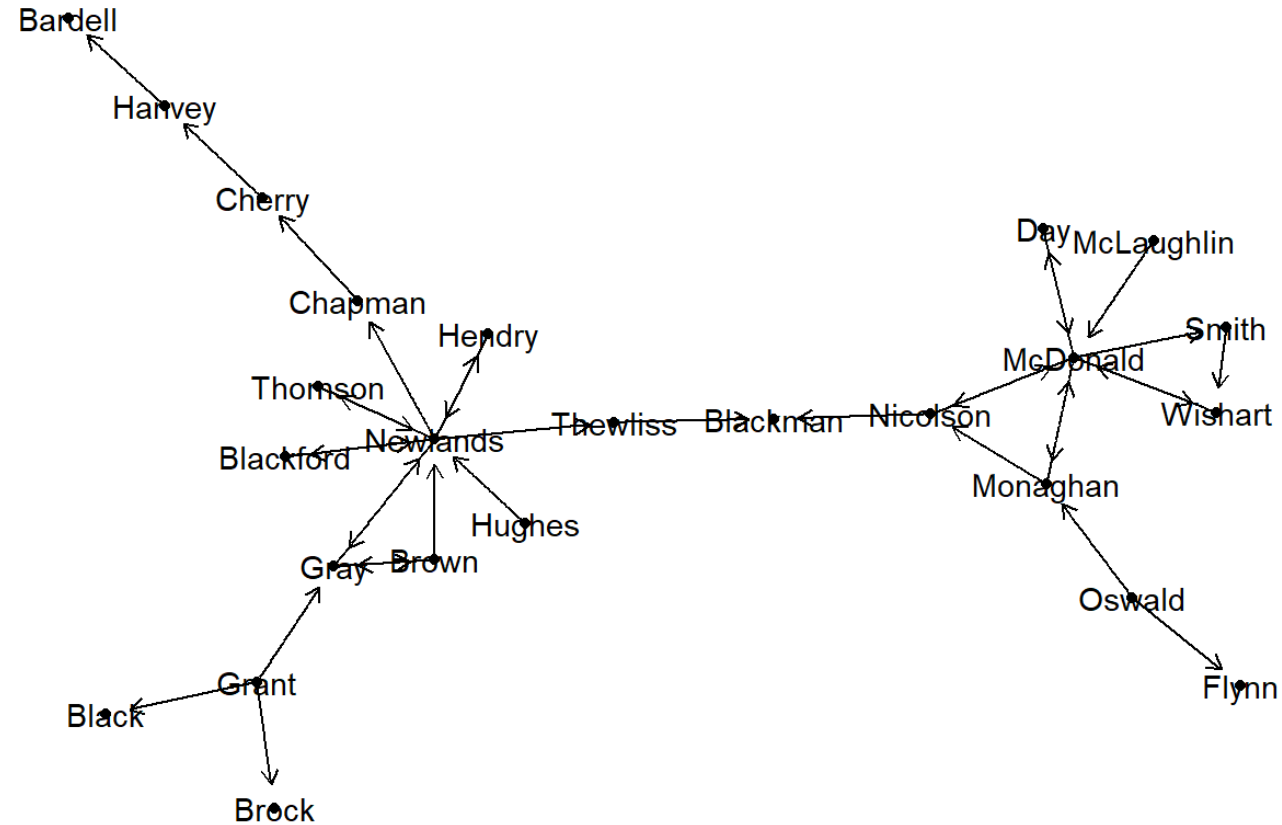 Bardell
Hanvey
Cherry
Day
McLaughlin
Chapman
Hendry
Smith
McDonald
Thomson
Thewliss
Blackman
Nicolson
Wishart
Newlands
Blackford
Monaghan
Hughes
Gray
Brown
Oswald
Grant
Flynn
Black
Brock